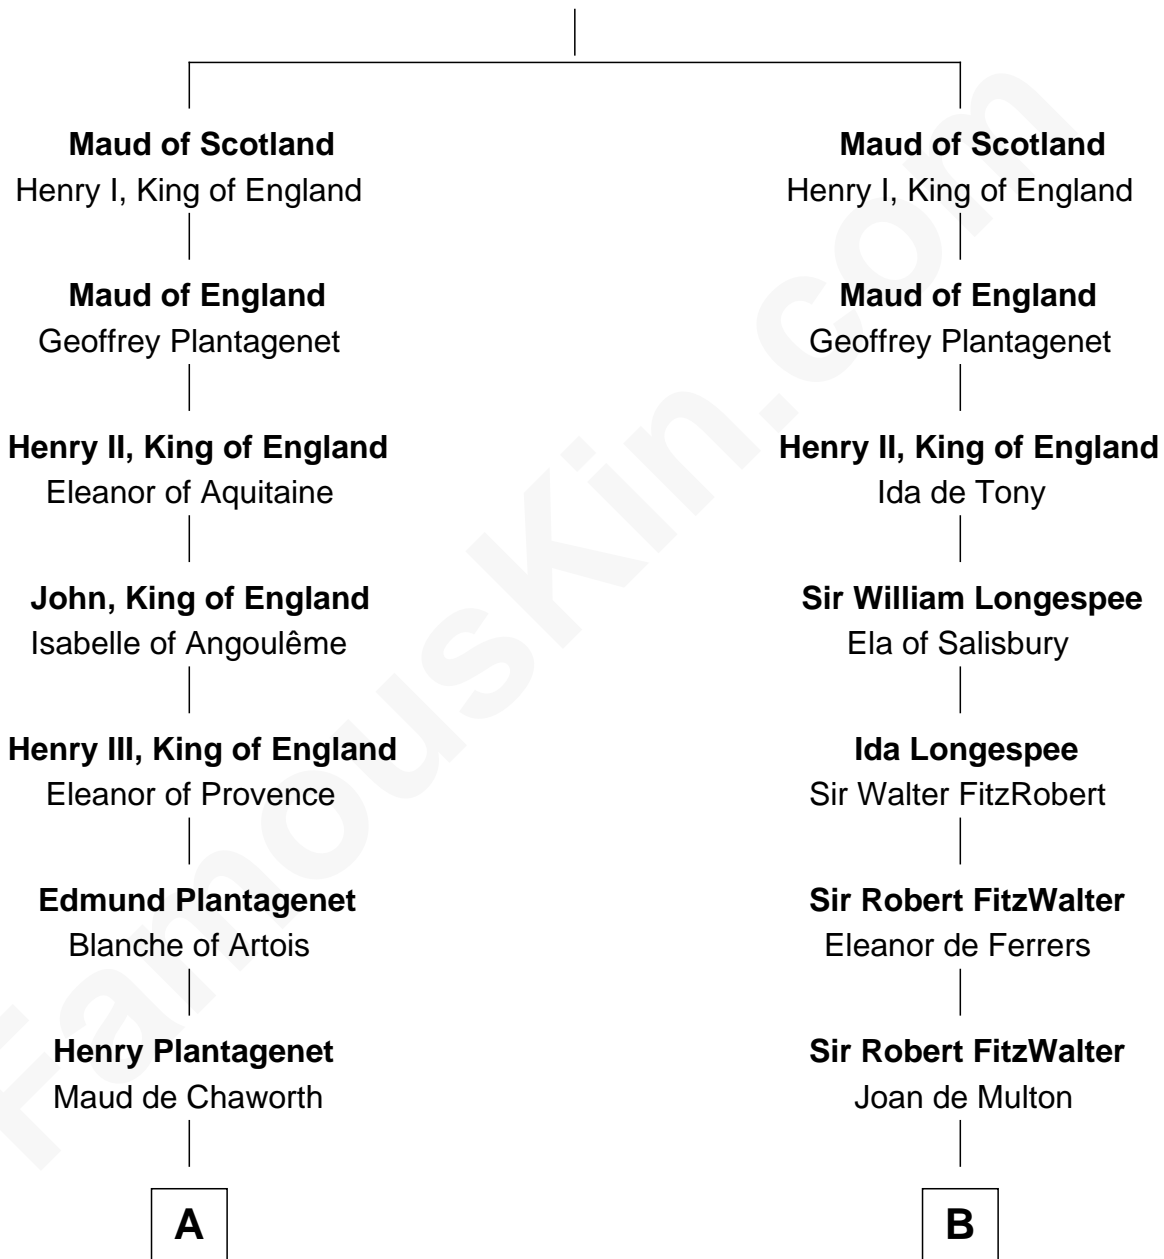 Maud of Scotland
Henry I, King of England
Maud of England
Geoffrey Plantagenet
Henry II, King of England
Eleanor of Aquitaine
John, King of England
Isabelle of Angoulême
Henry III, King of England
Eleanor of Provence
Edmund Plantagenet
Blanche of Artois
Henry Plantagenet
Maud de Chaworth
A
Maud of Scotland
Henry I, King of England
Maud of England
Geoffrey Plantagenet
Henry II, King of England
Ida de Tony
Sir William Longespee
Ela of Salisbury
Ida Longespee
Sir Walter FitzRobert
Sir Robert FitzWalter
Eleanor de Ferrers
Sir Robert FitzWalter
Joan de Multon
B
FamousKin.com